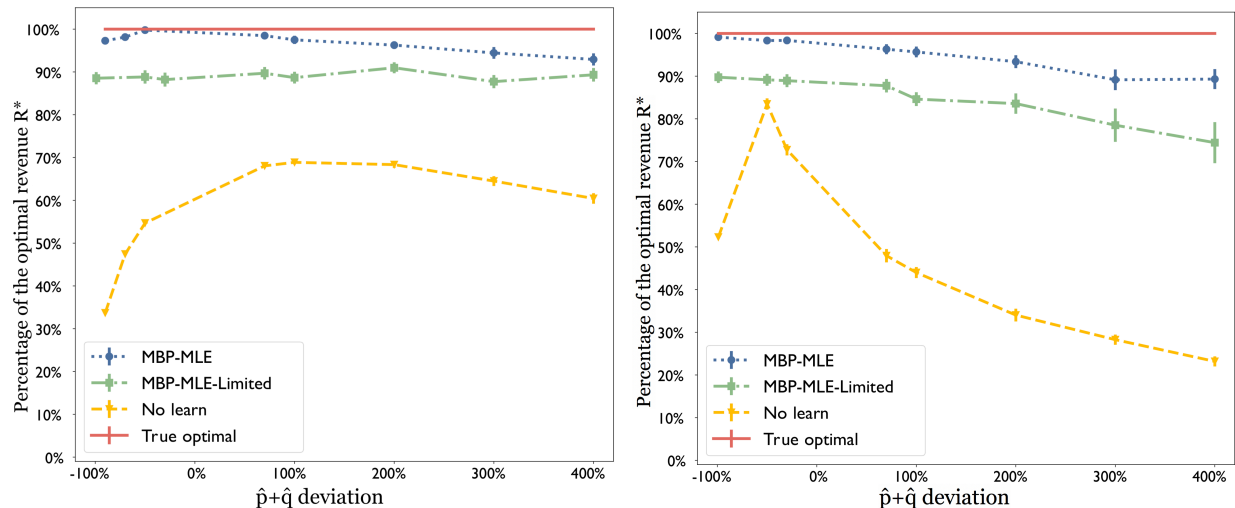 Percentage of the optimal revenue R*
100%
90%
80%
70%
60%
50%
40%
30%
20%
10%
0%
MBP-MLE
MBP-MLE-Limited
No learn
True optimal
-100% 0% 100% 200% 300% 400%
p̂+q̂ deviation
Percentage of the optimal revenue R*
100%
90%
80%
70%
60%
50%
40%
30%
20%
10%
0%
MBP-MLE
MBP-MLE-Limited
No learn
True optimal
-100% 0% 100% 200% 300% 400%
p̂+q̂ deviation